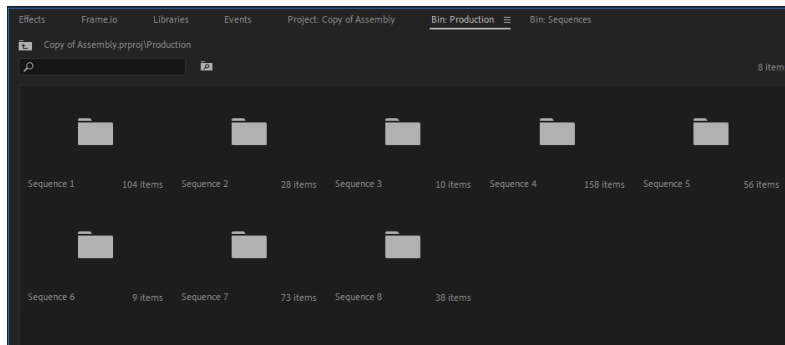 Effects Frame.io Libraries Events Project: Copy of Assembly Bin: Production Bin: Sequences
Copy of Assembly.prproj\Production
8 item
Sequence 1 104 items Sequence 2 28 items Sequence 3 10 items Sequence 4 158 items Sequence 5 56 items
Sequence 6 9 items Sequence 7 73 items Sequence 8 38 items